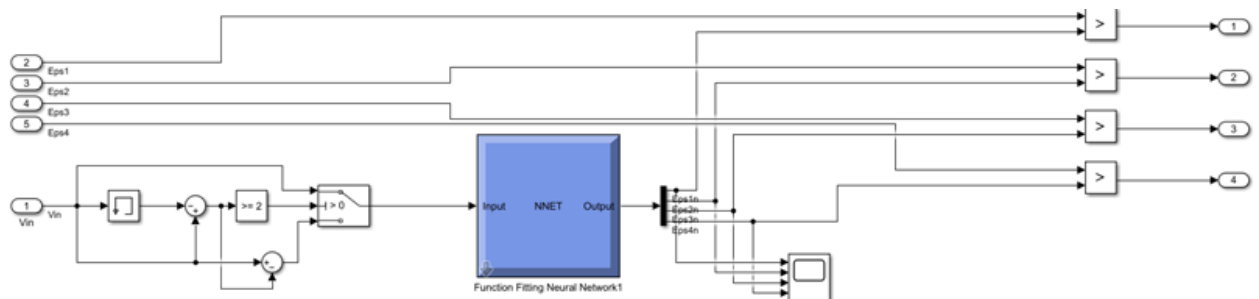 >
1
2
Eps1
3
Eps2
>
2
4
Eps3
5
Eps4
>
3
>
4
1
Vin
Vin
>= 2
> 0
Input
NNET
Output
Eps1n
Eps2n
Eps3n
Eps4n
Function Fitting Neural Network1